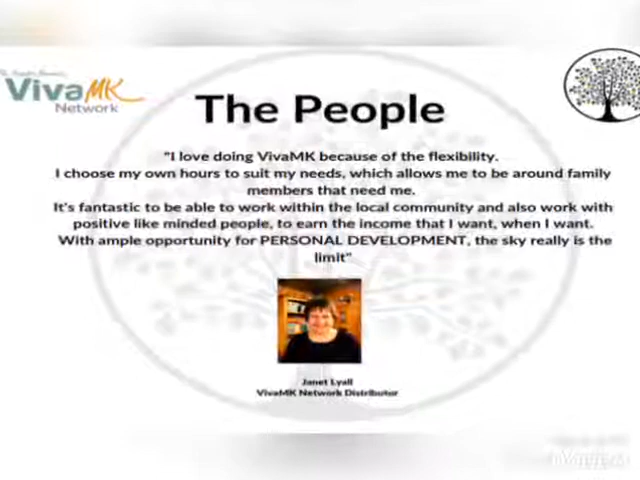 VivaMK
Network
The People
"I love doing VivaMK because of the flexibility.
I choose my own hours to suit my needs, which allows me to be around family
members that need me.
It's fantastic to be able to work within the local community and also work with
positive like minded people, to earn the income that I want, when I want.
With ample opportunity for PERSONAL DEVELOPMENT, the sky really is the
limit"
Janet Lyall
VivaMK Network Distributor